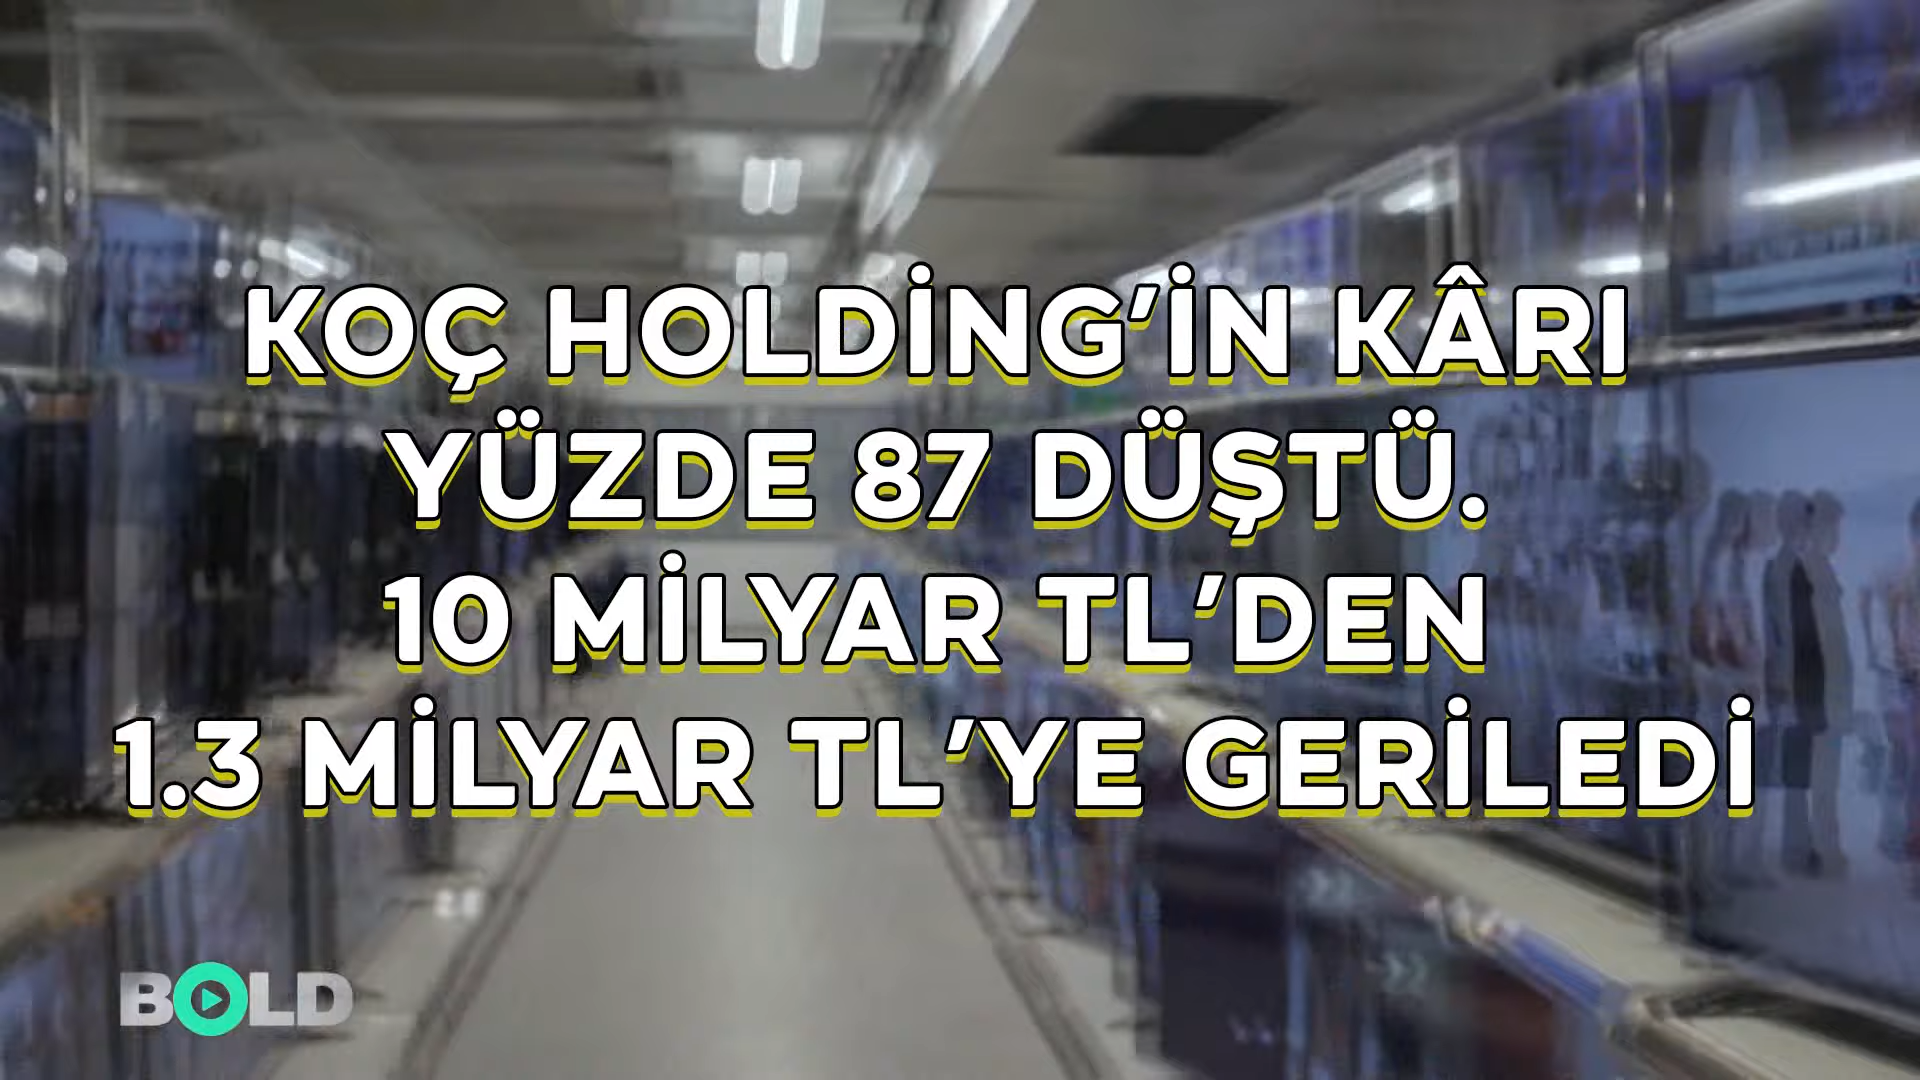 KOÇ HOLDİNG’İN KÂRI
YÜZDE 87 DÜŞTÜ.
10 MİLYAR TL’DEN
1.3 MİLYAR TL’YE GERİLEDİ
BOLD